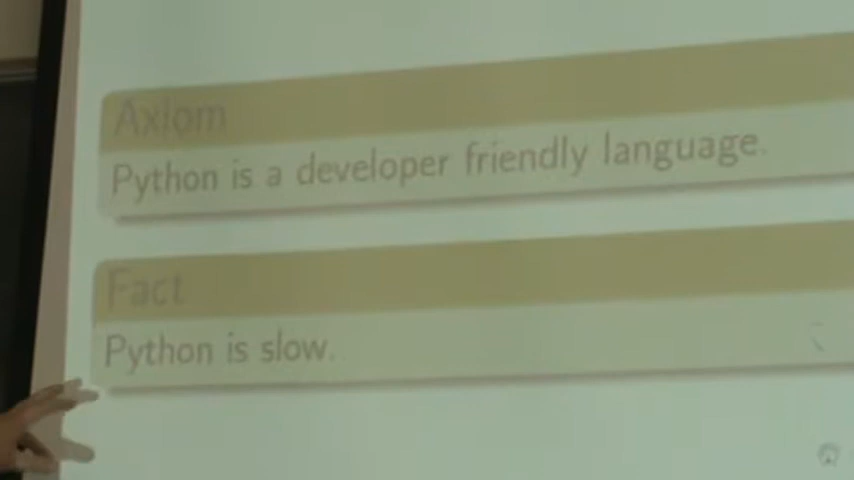 Axiom
Python is a developer friendly language.
Fact
Python is slow.